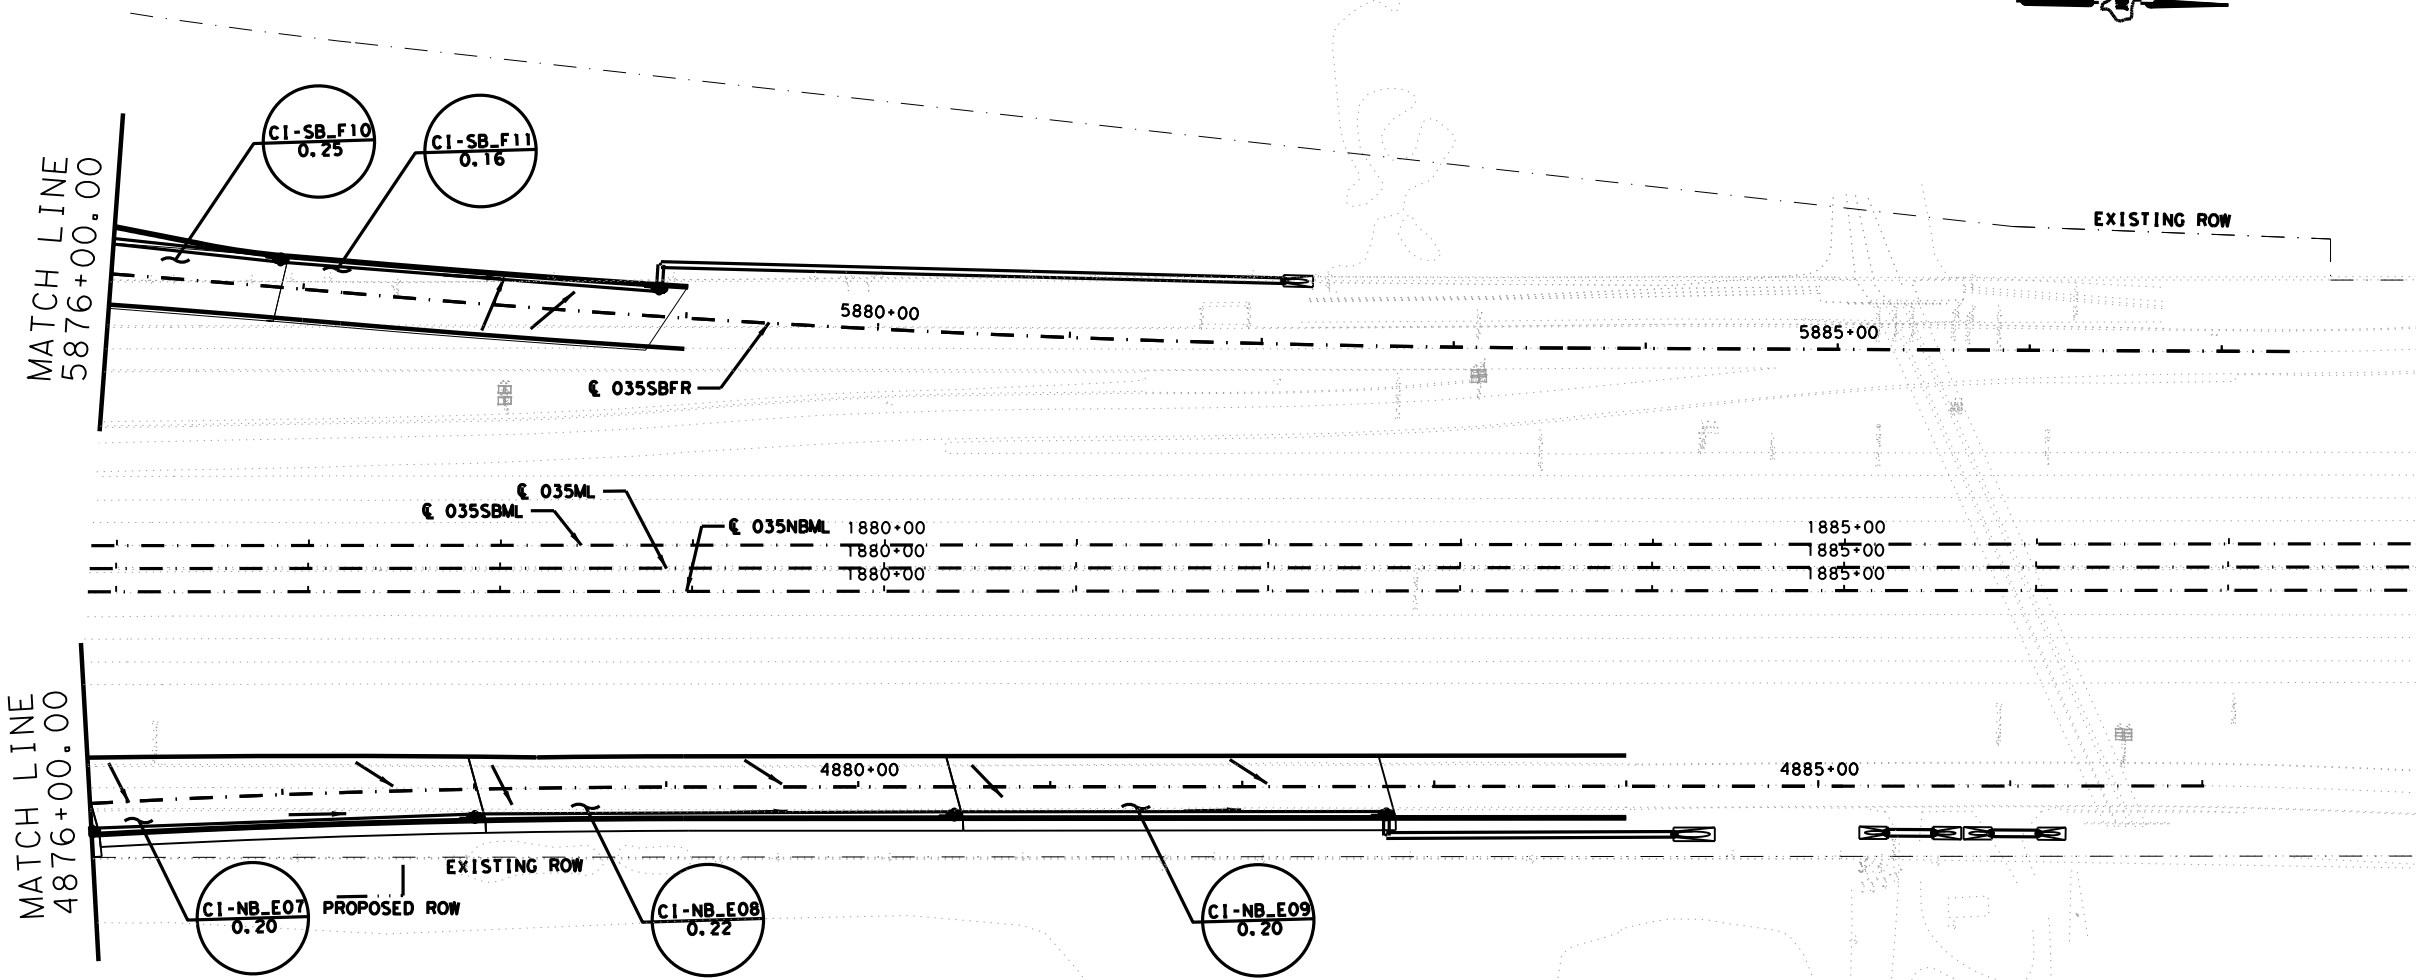 MATCH LINE
5876+00.00
CI-SB_F10
0.25
CI-SB_F11
0.16
EXISTING ROW
5880+00
5885+00
℄ 035SBFR
℄ 035ML
℄ 035SBML
℄ 035NBML
1880+00
1880+00
1880+00
1885+00
1885+00
1885+00
MATCH LINE
4876+00.00
4880+00
4885+00
EXISTING ROW
PROPOSED ROW
CI-NB_E07
0.20
CI-NB_E08
0.22
CI-NB_E09
0.20